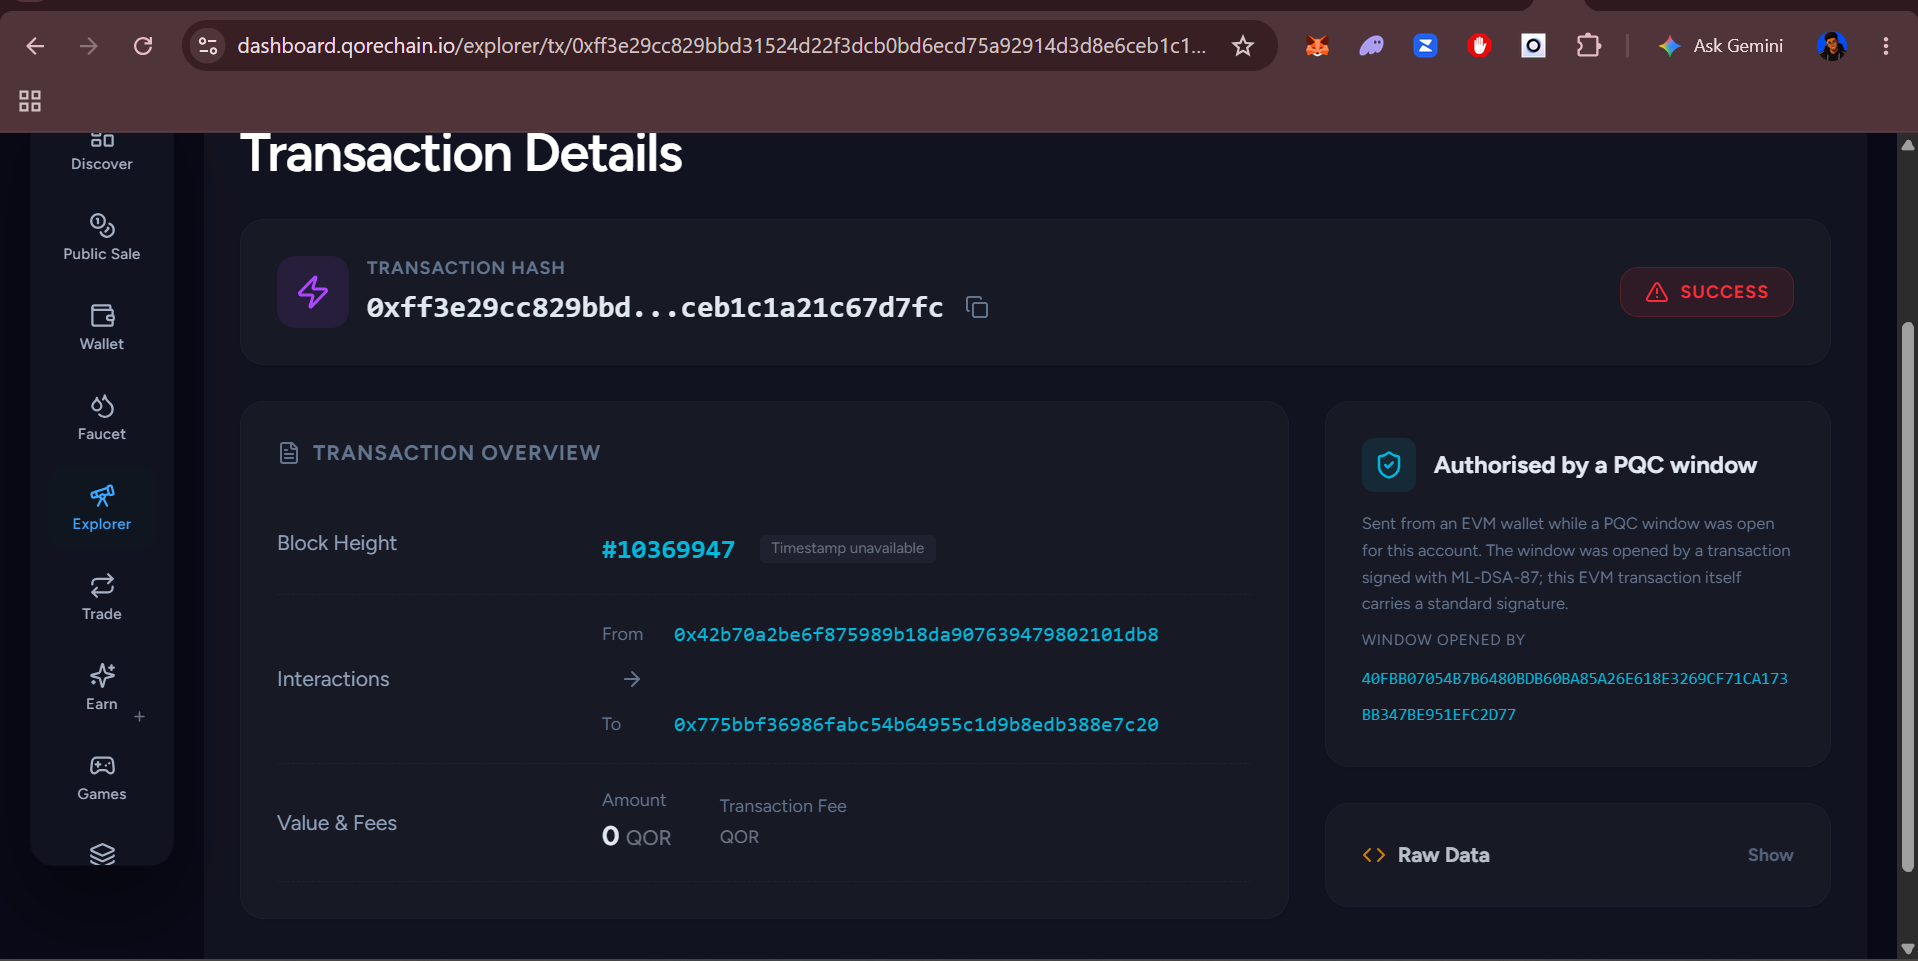 dashboard.qorechain.io/explorer/tx/0xff3e29cc829bbd31524d22f3dcb0bd6ecd75a92914d3d8e6ceb1c1...
Ask Gemini
Discover
Public Sale
Wallet
Faucet
Explorer
Trade
Earn
+
Games
Transaction Details
TRANSACTION HASH
0xff3e29cc829bbd...ceb1c1a21c67d7fc
SUCCESS
TRANSACTION OVERVIEW
Block Height
#10369947 Timestamp unavailable
Interactions
From 0x42b70a2be6f875989b18da907639479802101db8
→
To 0x775bbf36986fabc54b64955c1d9b8edb388e7c20
Value & Fees
Amount
0 QOR
Transaction Fee
QOR
Authorised by a PQC window
Sent from an EVM wallet while a PQC window was open
for this account. The window was opened by a transaction
signed with ML-DSA-87; this EVM transaction itself
carries a standard signature.
WINDOW OPENED BY
40FBB07054B7B6480BDB60BA85A26E618E3269CF71CA173
BB347BE951EFC2D77
Raw Data
Show